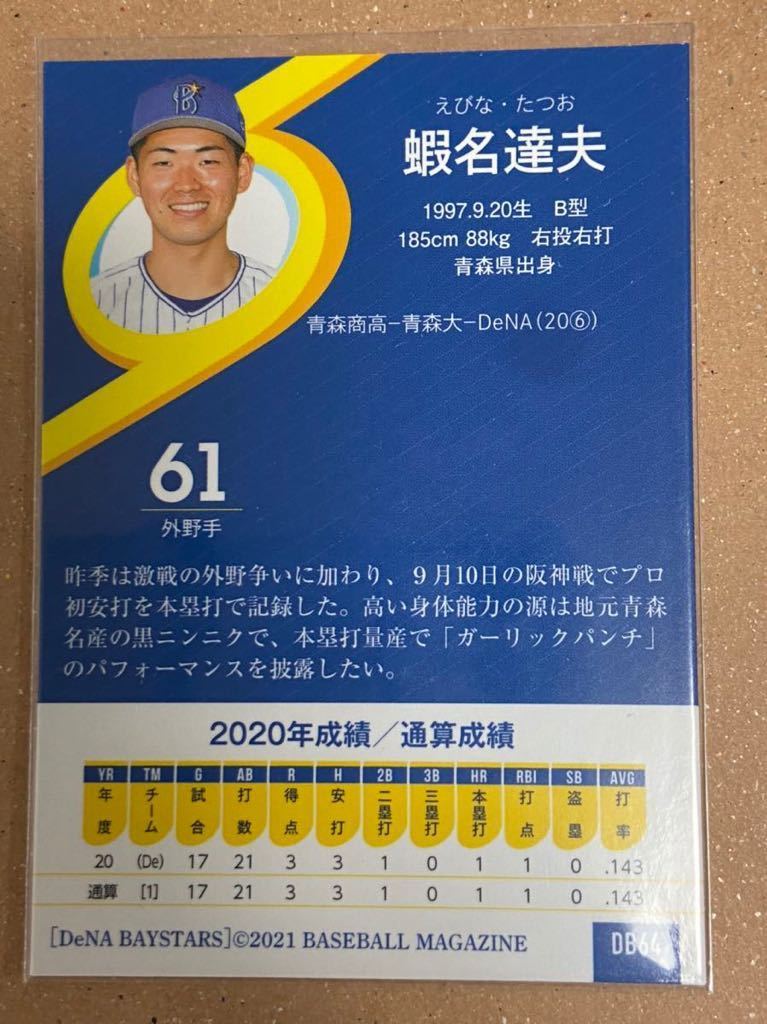 B
えびな・たつお
蝦名達夫
1997.9.20生　B型
185cm 88kg　右投右打
青森県出身
青森商高−青森大−DeNA(20⑥)
61
外野手
昨季は激戦の外野争いに加わり、９月10日の阪神戦でプロ
初安打を本塁打で記録した。高い身体能力の源は地元青森
名産の黒ニンニクで、本塁打量産で「ガーリックパンチ」
のパフォーマンスを披露したい。
2020年成績／通算成績
YR TM G AB R H 2B 3B HR RBI SB AVG
年度 チーム 試合 打数 得点 安打 二塁打 三塁打 本塁打 打点 盗塁 打率
20 (De) 17 21 3 3 1 0 1 1 0 .143
通算 [1] 17 21 3 3 1 0 1 1 0 .143
[DeNA BAYSTARS]©2021 BASEBALL MAGAZINE
DB64